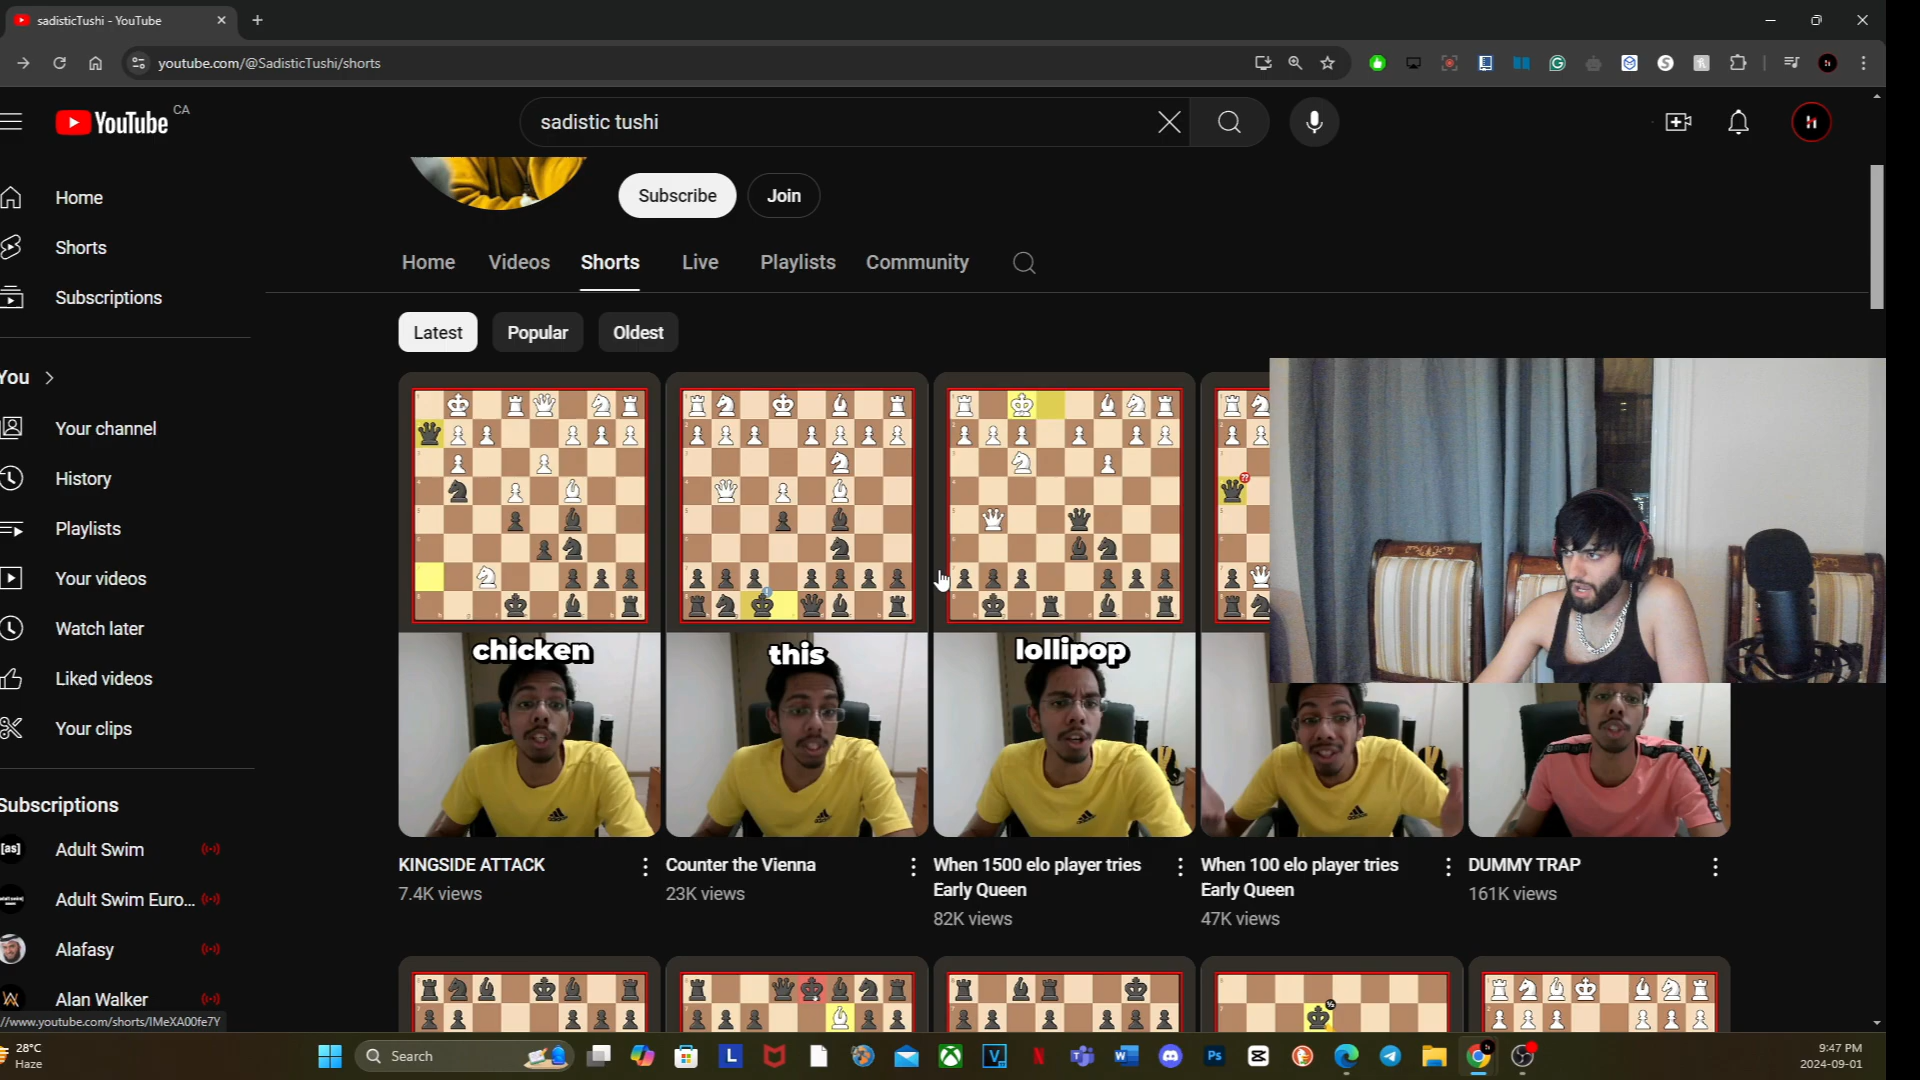 sadisticTushi - YouTube
youtube.com/@SadisticTushi/shorts
YouTube CA
sadistic tushi
Home
Shorts
Subscriptions
You
Your channel
History
Playlists
Your videos
Watch later
Liked videos
Your clips
Subscriptions
[as] Adult Swim
Adult Swim Euro...
Alafasy
Alan Walker
//www.youtube.com/shorts/IMeXA00fe7Y
Subscribe
Join
Home Videos Shorts Live Playlists Community
Latest Popular Oldest
chicken
this
lollipop
KINGSIDE ATTACK
7.4K views
Counter the Vienna
23K views
When 1500 elo player tries
Early Queen
82K views
When 100 elo player tries
Early Queen
47K views
DUMMY TRAP
161K views
28°C
Haze
Search
9:47 PM
2024-09-01